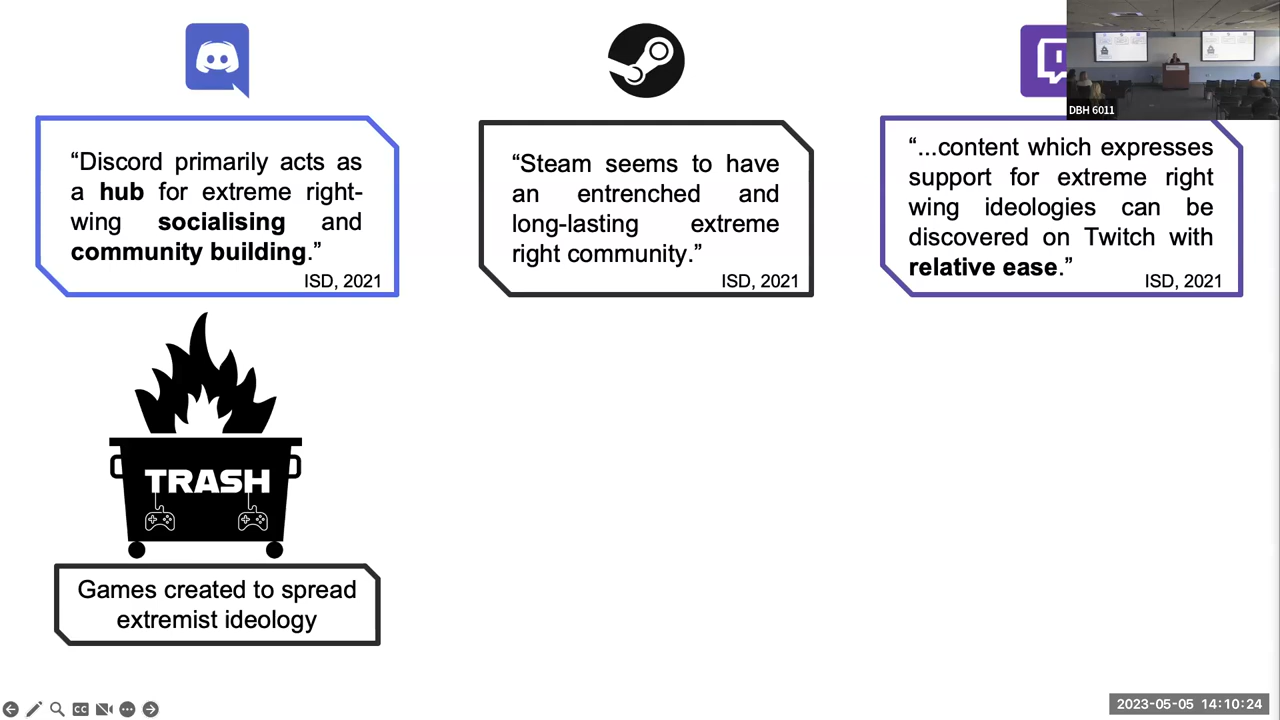 DBH 6011
“Discord primarily acts as
a hub for extreme right-
wing socialising and
community building.”
ISD, 2021
“Steam seems to have
an entrenched and
long-lasting extreme
right community.”
ISD, 2021
“...content which expresses
support for extreme right
wing ideologies can be
discovered on Twitch with
relative ease.”
ISD, 2021
TRASH
Games created to spread
extremist ideology
CC
2023-05-05 14:10:24